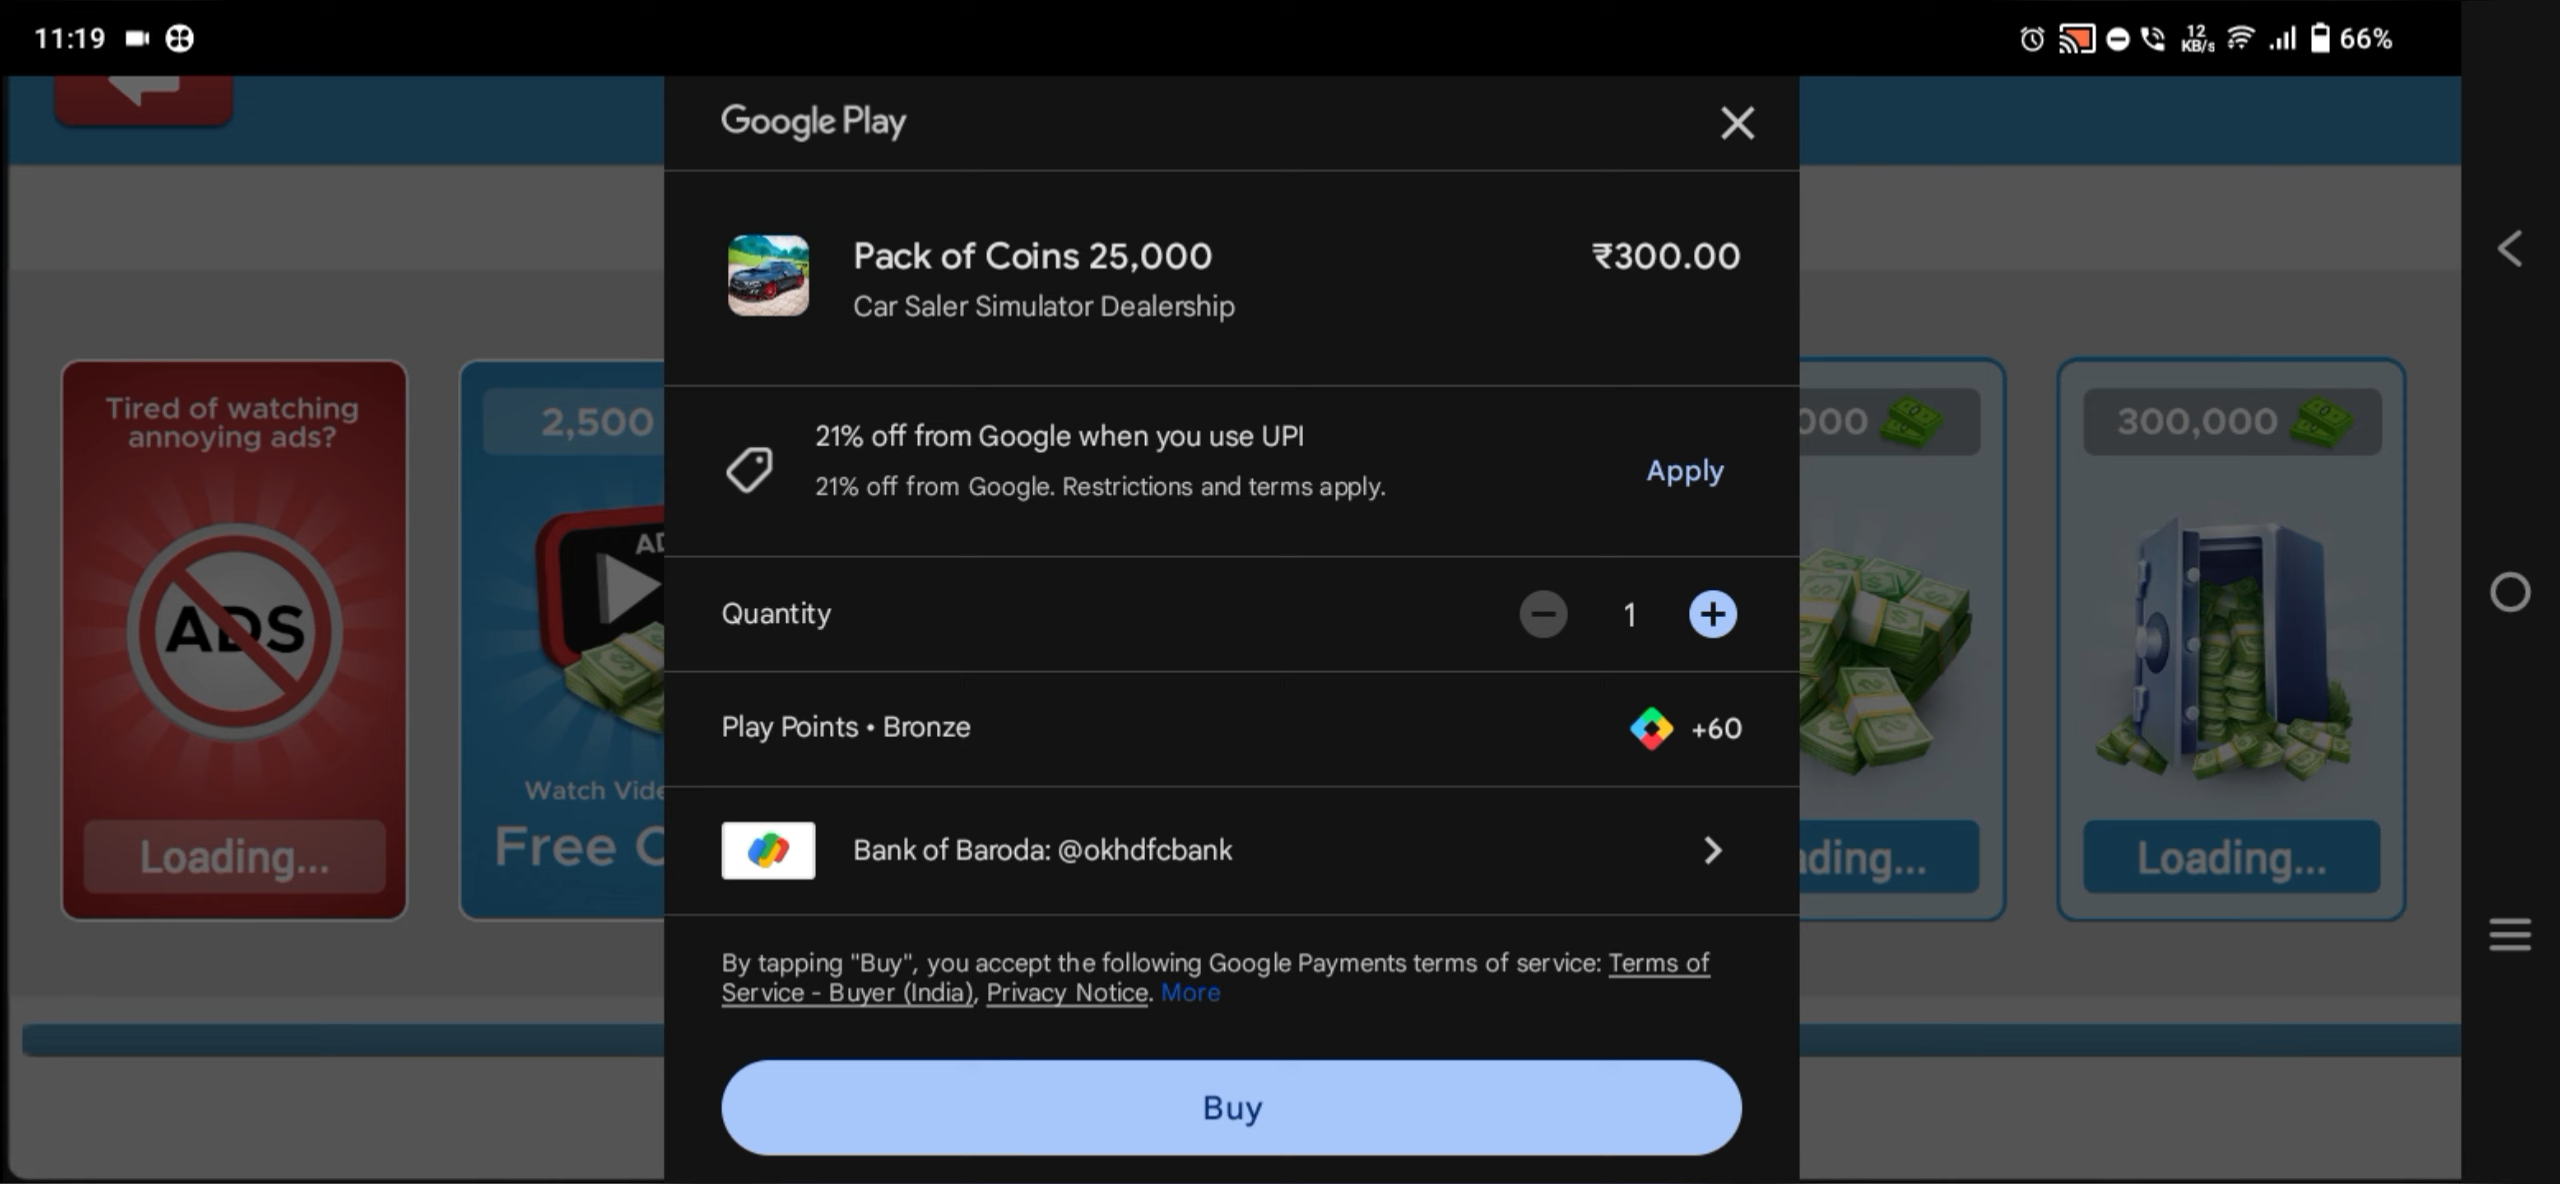 11:19
12
KB/s
66%
Google Play
Pack of Coins 25,000
₹300.00
Car Saler Simulator Dealership
21% off from Google when you use UPI
21% off from Google. Restrictions and terms apply.
Apply
Quantity
1
Play Points • Bronze
+60
Bank of Baroda: @okhdfcbank
By tapping "Buy", you accept the following Google Payments terms of service: Terms of
Service - Buyer (India), Privacy Notice. More
Buy
Tired of watching
annoying ads?
ADS
Loading...
2,500
AD
Watch Vide
Free C
000
ding...
300,000
Loading...